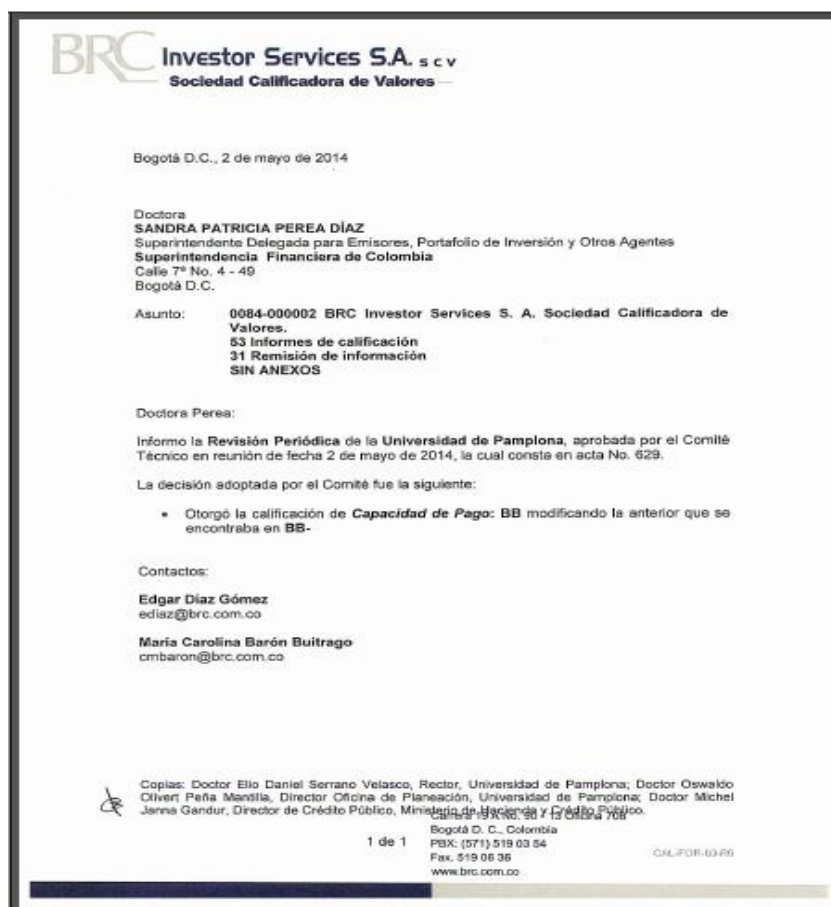 BRC Investor Services S.A. s c v
Sociedad Calificadora de Valores
Bogotá D.C., 2 de mayo de 2014
Doctora
SANDRA PATRICIA PEREA DÍAZ
Superintendente Delegada para Emisores, Portafolio de Inversión y Otros Agentes
Superintendencia Financiera de Colombia
Calle 7ª No. 4 - 49
Bogotá D.C.
Asunto: 0084-000002 BRC Investor Services S. A. Sociedad Calificadora de
Valores.
53 Informes de calificación
31 Remisión de información
SIN ANEXOS
Doctora Perea:
Informo la Revisión Periódica de la Universidad de Pamplona, aprobada por el Comité
Técnico en reunión de fecha 2 de mayo de 2014, la cual consta en acta No. 629.
La decisión adoptada por el Comité fue la siguiente:
• Otorgó la calificación de Capacidad de Pago: BB modificando la anterior que se
encontraba en BB-
Contactos:
Edgar Díaz Gómez
ediaz@brc.com.co
María Carolina Barón Buitrago
cmbaron@brc.com.co
Copias: Doctor Elio Daniel Serrano Velasco, Rector, Universidad de Pamplona; Doctor Oswaldo
Olivert Peña Mantilla, Director Oficina de Planeación, Universidad de Pamplona; Doctor Michel
Janna Gandur, Director de Crédito Público, Ministerio de Hacienda y Crédito Público.
Carrera 19 A No. 90 - 13 Oficina 708
Bogotá D. C., Colombia
1 de 1
PBX: (571) 519 03 54
Fax. 519 06 36
CAL-FOR-03-R6
www.brc.com.co